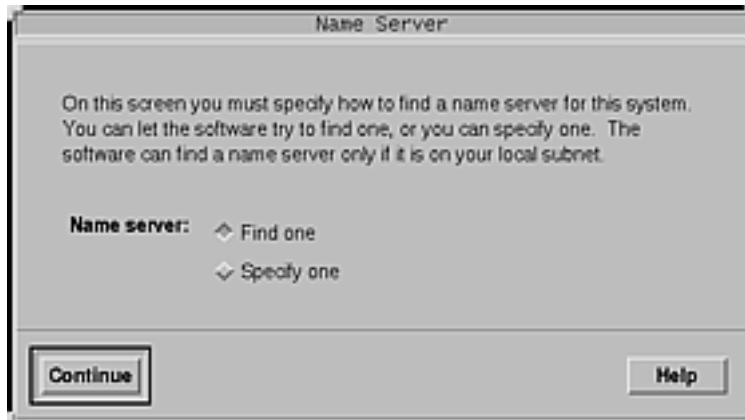 Name Server
On this screen you must specify how to find a name server for this system.
You can let the software try to find one, or you can specify one. The
software can find a name server only if it is on your local subnet.
Name server:
Find one
Specify one
Continue
Help